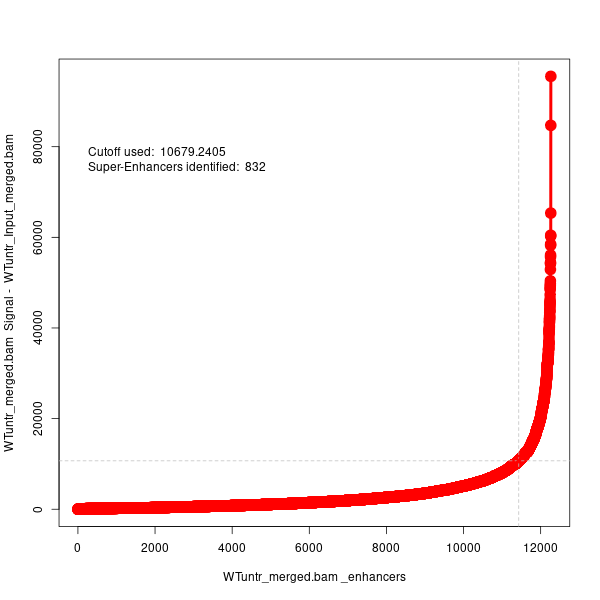 Cutoff used: 10679.2405
Super-Enhancers identified: 832
WTuntr_merged.bam Signal - WTuntr_Input_merged.bam
80000
60000
40000
20000
0
0 2000 4000 6000 8000 10000 12000
WTuntr_merged.bam _enhancers